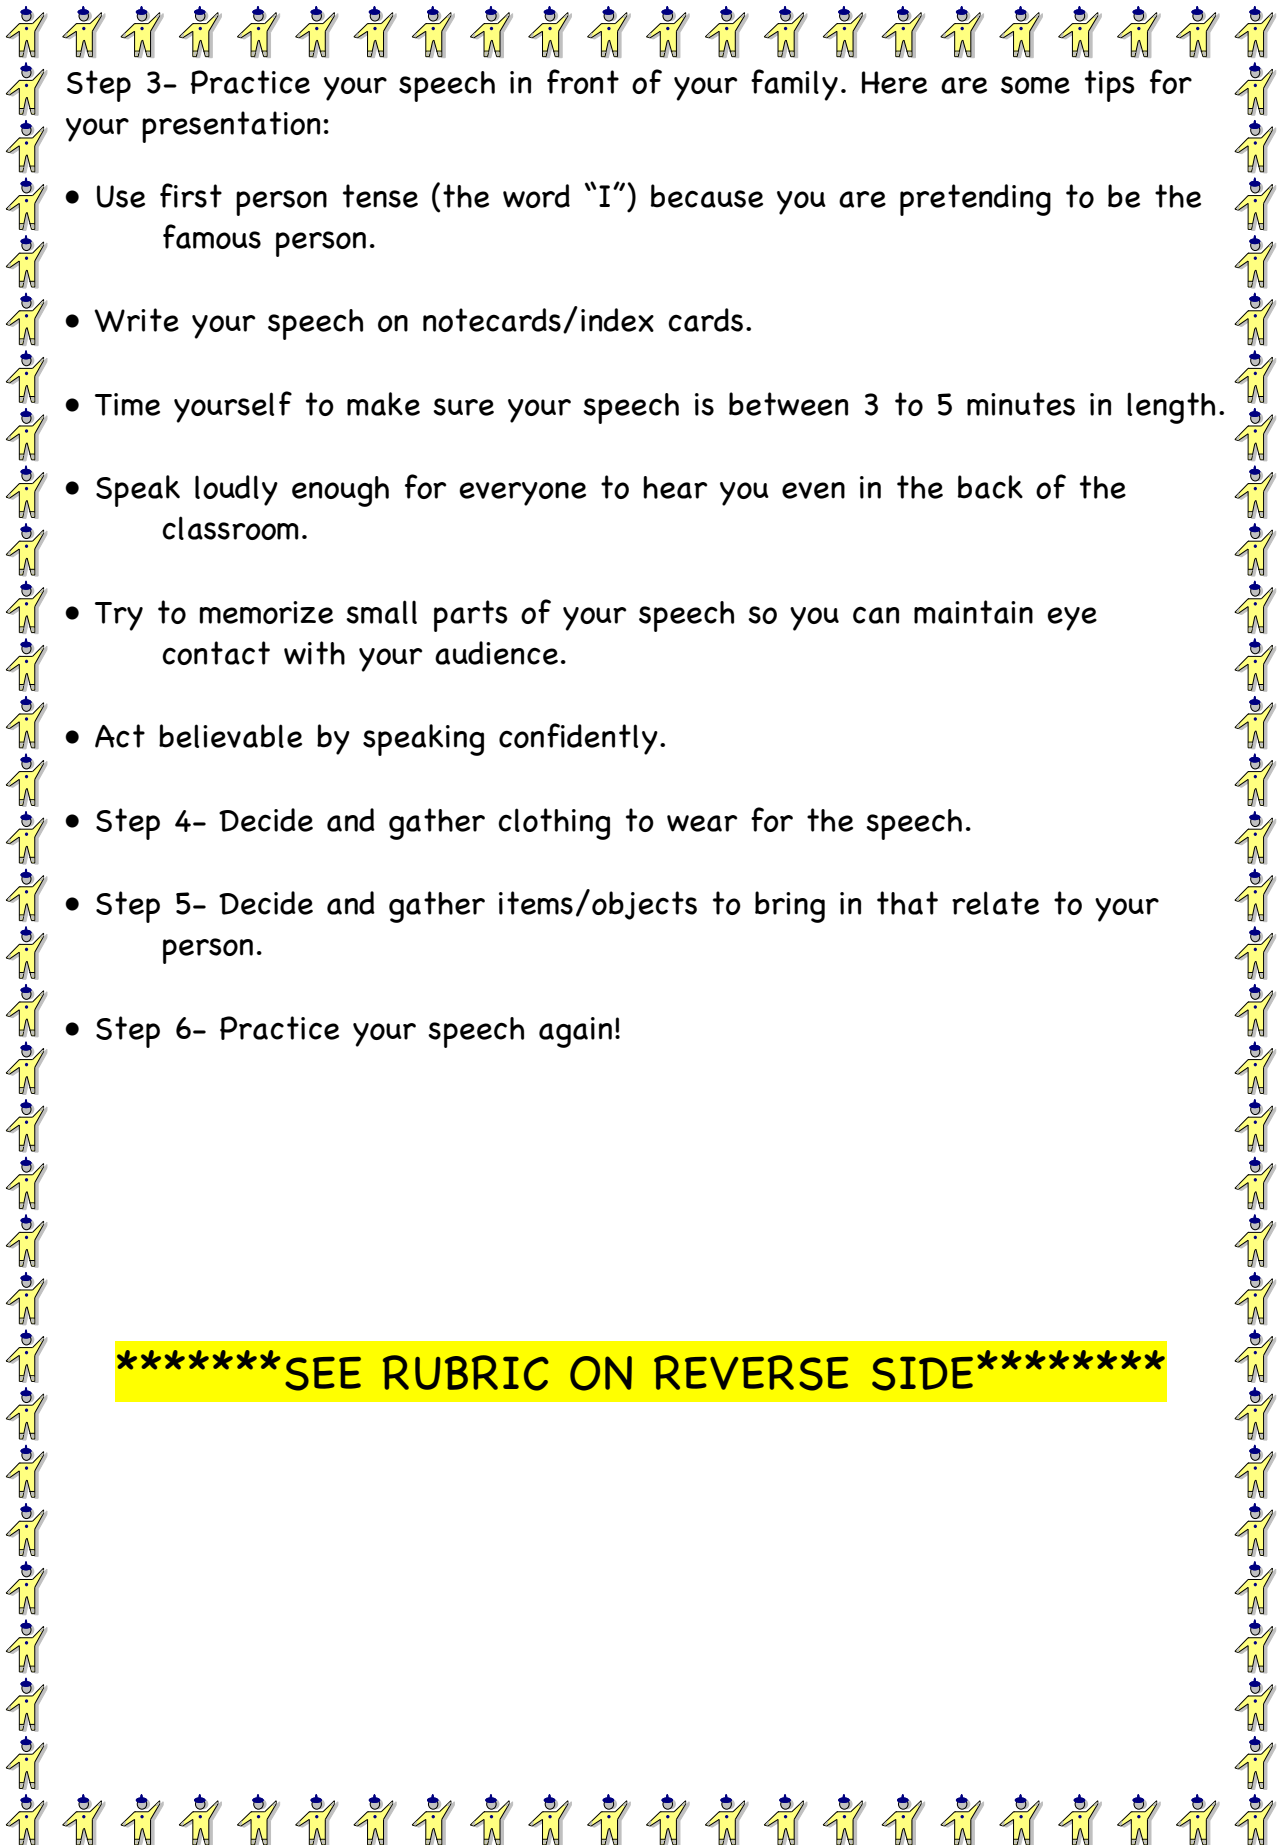 Step 3- Practice your speech in front of your family. Here are some tips for
your presentation:
• Use first person tense (the word “I”) because you are pretending to be the
famous person.
• Write your speech on notecards/index cards.
• Time yourself to make sure your speech is between 3 to 5 minutes in length.
• Speak loudly enough for everyone to hear you even in the back of the
classroom.
• Try to memorize small parts of your speech so you can maintain eye
contact with your audience.
• Act believable by speaking confidently.
• Step 4- Decide and gather clothing to wear for the speech.
• Step 5- Decide and gather items/objects to bring in that relate to your
person.
• Step 6- Practice your speech again!
*******SEE RUBRIC ON REVERSE SIDE********